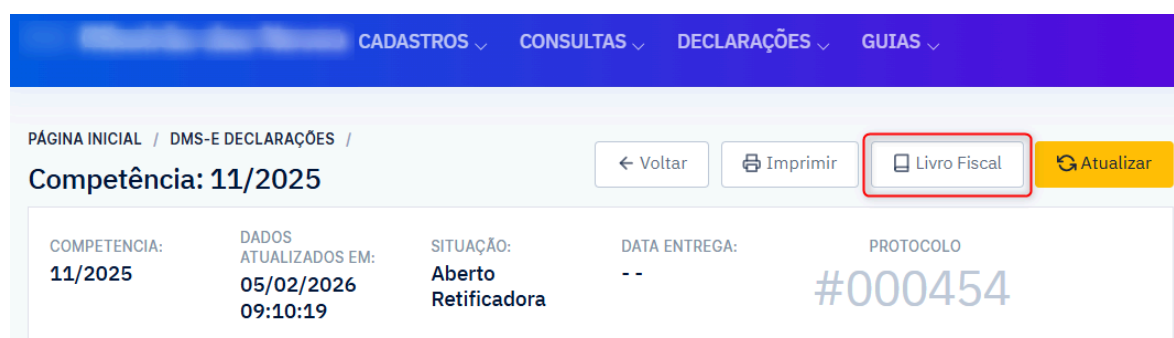 CADASTROS CONSULTAS DECLARAÇÕES GUIAS
PÁGINA INICIAL / DMS-E DECLARAÇÕES /
Competência: 11/2025
Voltar Imprimir Livro Fiscal Atualizar
COMPETENCIA:
11/2025
DADOS
ATUALIZADOS EM:
05/02/2026
09:10:19
SITUAÇÃO:
Aberto
Retificadora
DATA ENTREGA:
- -
PROTOCOLO
#000454